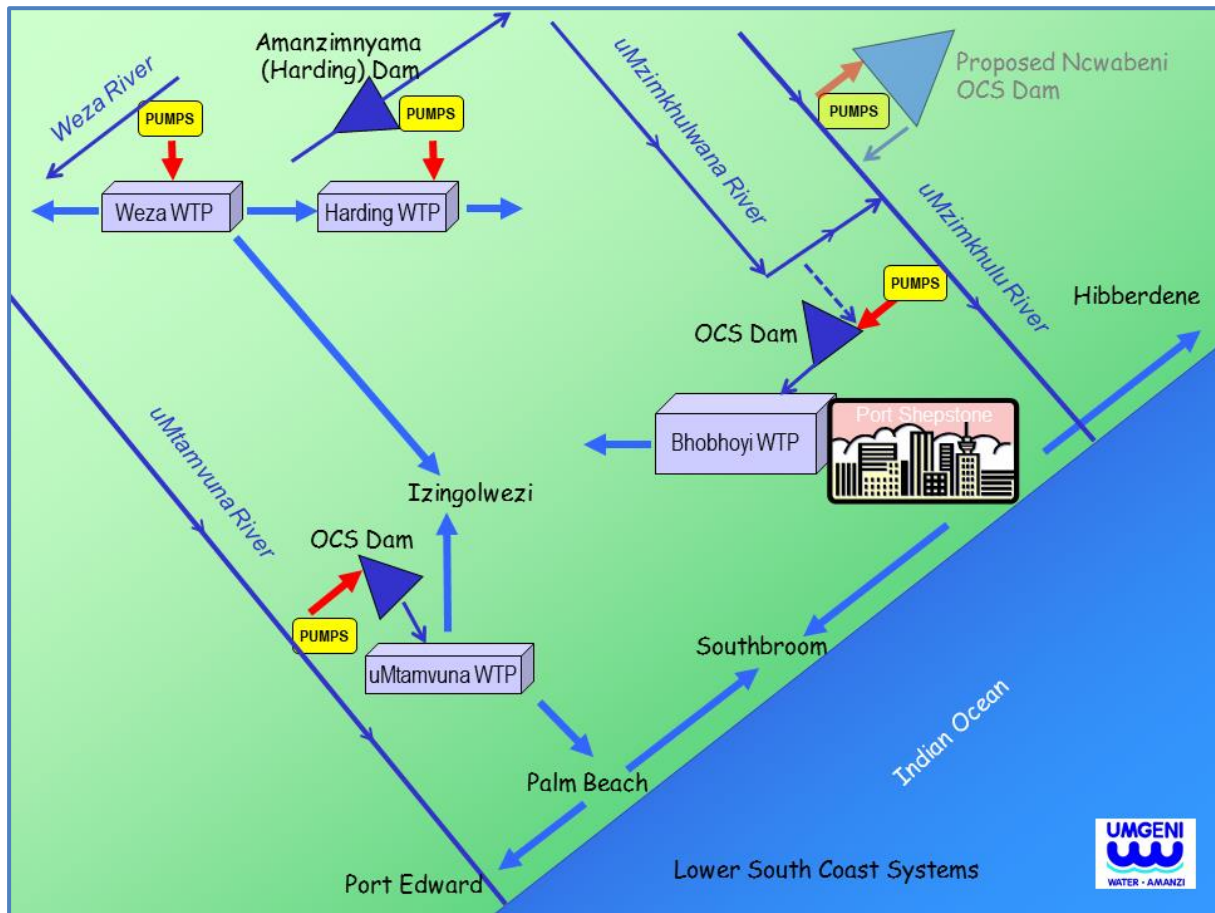 Amanzimnyama
(Harding) Dam
Weza River
PUMPS
PUMPS
uMzimkhulwana River
PUMPS
Proposed Ncwabeni
OCS Dam
Weza WTP
Harding WTP
uMzimkhulu River
PUMPS
Hibberdene
OCS Dam
Port Shepstone
Bhobhoyi WTP
uMtamvuna River
Izingolwezi
OCS Dam
PUMPS
uMtamvuna WTP
Southbroom
Indian Ocean
Palm Beach
Port Edward
Lower South Coast Systems
UMGENI
WATER • AMANZI